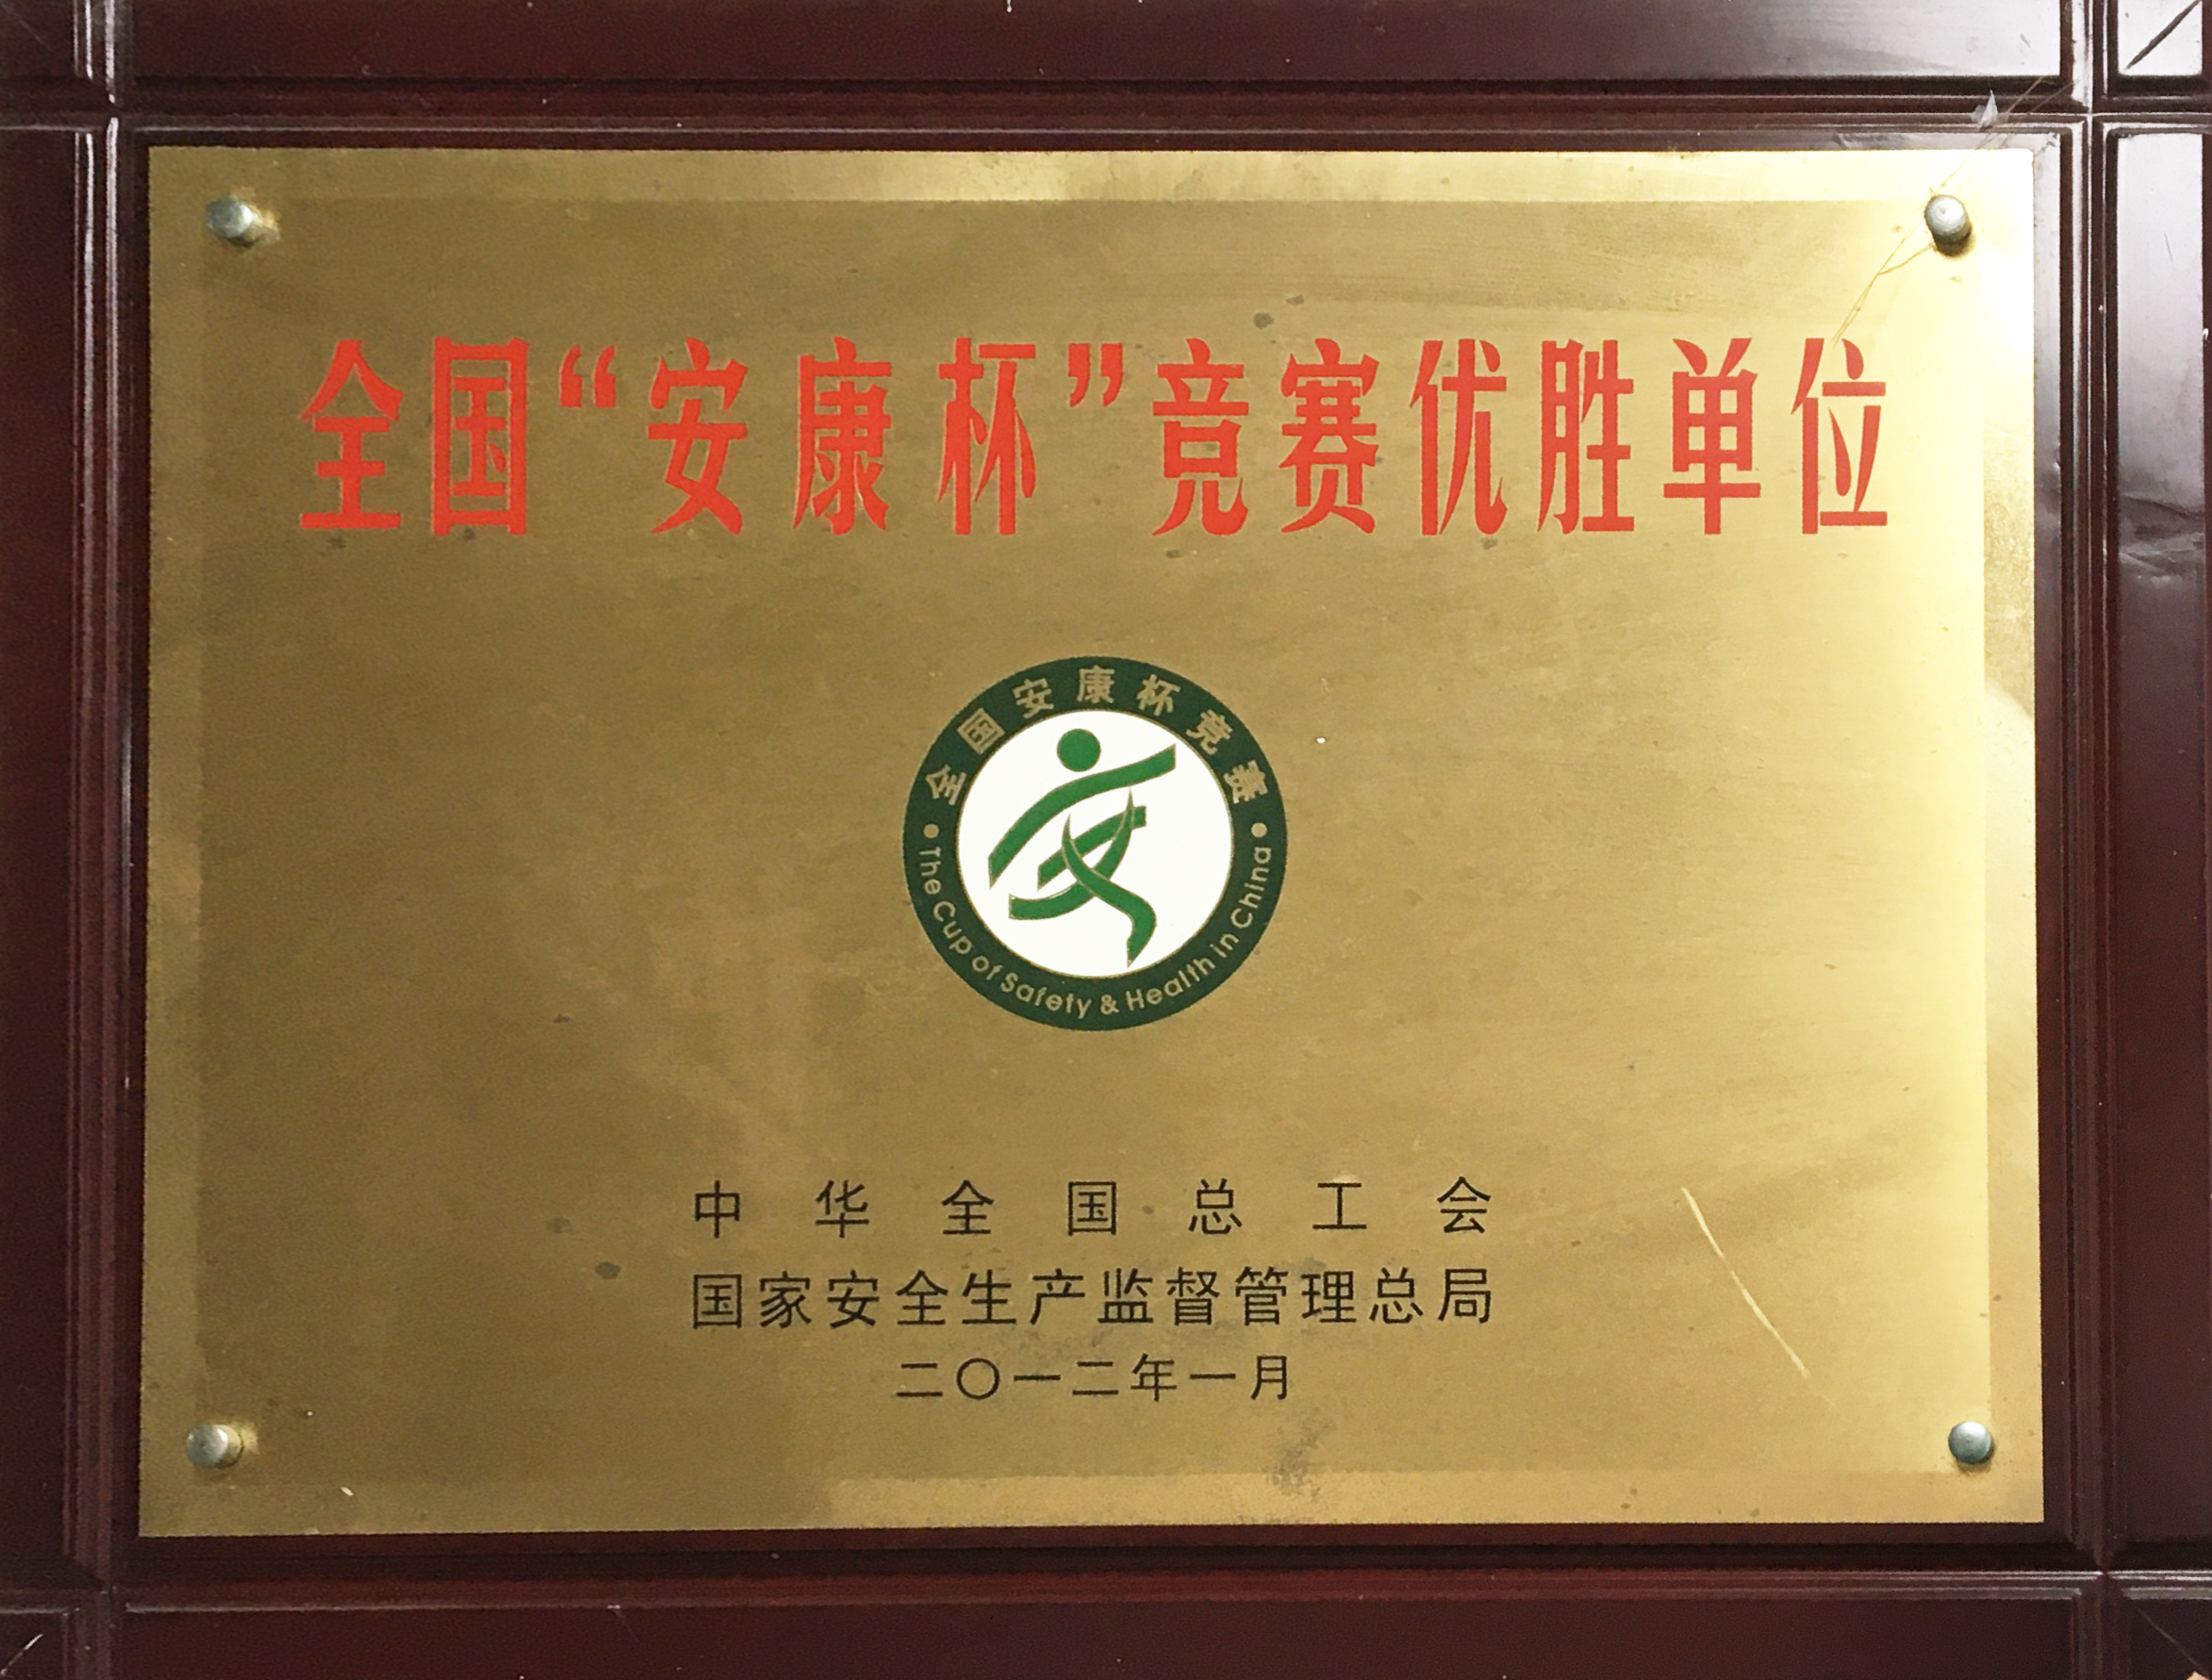 全国“安康杯”竞赛优胜单位
全国安康杯竞赛
The Cup of Safety & Health in China
中华全国总工会
国家安全生产监督管理总局
二〇一二年一月